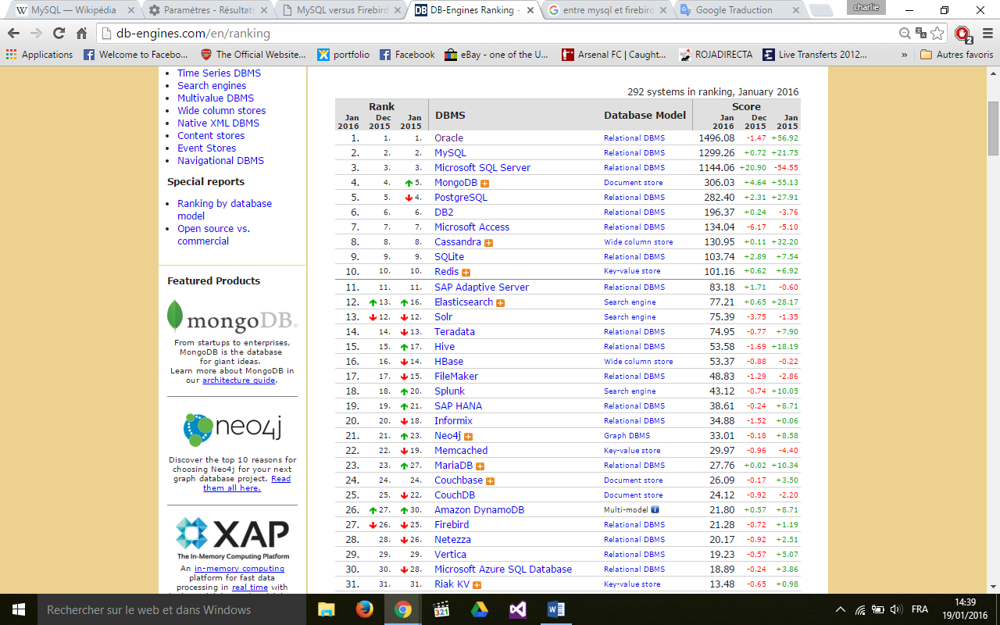 MySQL — Wikipédia
Paramètres - Résultats
MySQL versus Firebird
DB-Engines Ranking -
entre mysql et firebird
Google Traduction
charlie
db-engines.com/en/ranking
2
Applications
Welcome to Facebo...
The Official Website...
portfolio
Facebook
eBay - one of the U...
Arsenal FC | Caught...
ROJADIRECTA
Live Transferts 2012...
»
Autres favoris
Time Series DBMS
Search engines
Multivalue DBMS
Wide column stores
Native XML DBMS
Content stores
Event Stores
Navigational DBMS
Special reports
Ranking by database
model
Open source vs.
commercial
Featured Products
mongoDB
From startups to enterprises,
MongoDB is the database
for giant ideas.
Learn more about MongoDB in
our architecture guide.
neo4j
Discover the top 10 reasons for
choosing Neo4j for your next
graph database project. Read
them all here.
XAP
The In-Memory Computing Platform
An in-memory computing
platform for fast data
processing in real time with
292 systems in ranking, January 2016
Rank DBMS Database Model Score
Jan 2016 Dec 2015 Jan 2015 Jan 2016 Dec 2015 Jan 2015
1. 1. 1. Oracle Relational DBMS 1496.08 -1.47 +56.92
2. 2. 2. MySQL Relational DBMS 1299.26 +0.72 +21.75
3. 3. 3. Microsoft SQL Server Relational DBMS 1144.06 +20.90 -54.55
4. 4. 5. MongoDB Document store 306.03 +4.64 +55.13
5. 5. 4. PostgreSQL Relational DBMS 282.40 +2.31 +27.91
6. 6. 6. DB2 Relational DBMS 196.37 +0.24 -3.76
7. 7. 7. Microsoft Access Relational DBMS 134.04 -6.17 -5.10
8. 8. 8. Cassandra Wide column store 130.95 +0.11 +32.20
9. 9. 9. SQLite Relational DBMS 103.74 +2.89 +7.54
10. 10. 10. Redis Key-value store 101.16 +0.62 +6.92
11. 11. 11. SAP Adaptive Server Relational DBMS 83.18 +1.71 -0.60
12. 13. 16. Elasticsearch Search engine 77.21 +0.65 +28.17
13. 12. 12. Solr Search engine 75.39 -3.75 -1.35
14. 14. 13. Teradata Relational DBMS 74.95 -0.77 +7.90
15. 15. 17. Hive Relational DBMS 53.58 -1.69 +18.19
16. 16. 14. HBase Wide column store 53.37 -0.88 -0.22
17. 17. 15. FileMaker Relational DBMS 48.83 -1.29 -2.86
18. 18. 20. Splunk Search engine 43.12 -0.74 +10.05
19. 19. 21. SAP HANA Relational DBMS 38.61 -0.24 +8.71
20. 20. 18. Informix Relational DBMS 34.88 -1.52 +0.06
21. 21. 23. Neo4j Graph DBMS 33.01 -0.18 +8.58
22. 22. 19. Memcached Key-value store 29.97 -0.96 -4.40
23. 23. 27. MariaDB Relational DBMS 27.76 +0.02 +10.34
24. 24. 24. Couchbase Document store 26.09 -0.17 +3.50
25. 25. 22. CouchDB Document store 24.12 -0.92 -2.20
26. 27. 30. Amazon DynamoDB Multi-model 21.80 +0.57 +8.71
27. 26. 25. Firebird Relational DBMS 21.28 -0.72 +1.19
28. 28. 26. Netezza Relational DBMS 20.17 -0.92 +2.51
29. 29. 29. Vertica Relational DBMS 19.23 -0.57 +5.07
30. 30. 28. Microsoft Azure SQL Database Relational DBMS 18.89 -0.24 +3.86
31. 31. 31. Riak KV Key-value store 13.48 -0.65 +0.98
Rechercher sur le web et dans Windows
321
FRA
14:39
19/01/2016